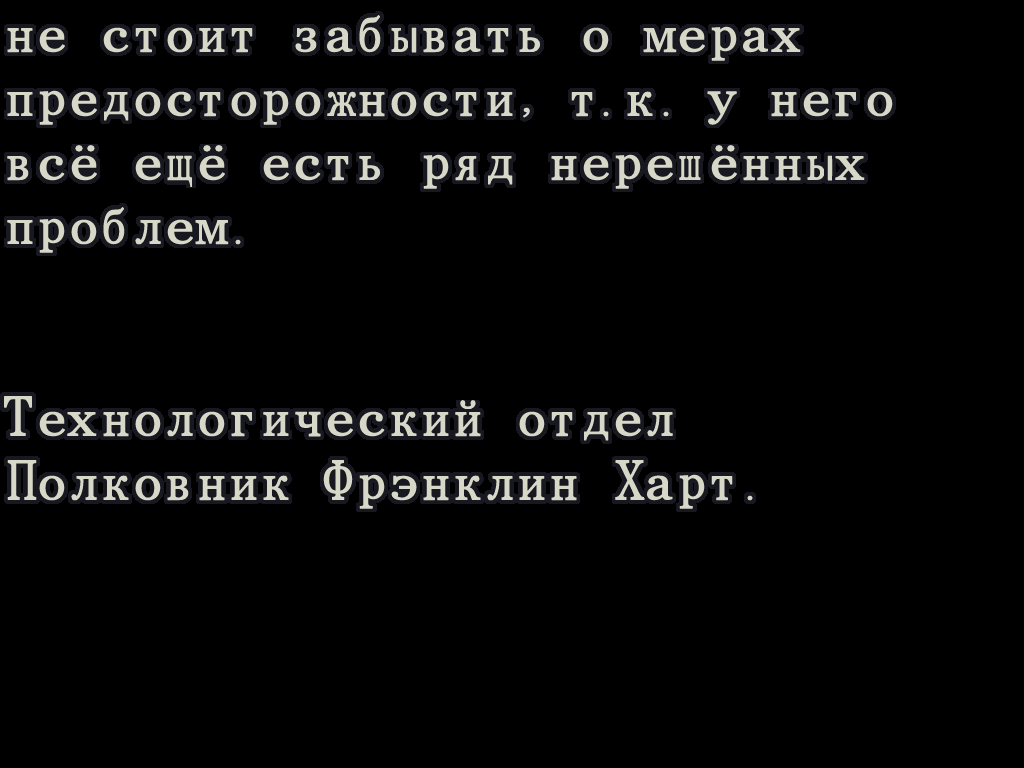 не стоит забывать о мерах
предосторожности, т.к. у него
всё ещё есть ряд нерешённых
проблем.
Технологический отдел
Полковник Фрэнклин Харт.